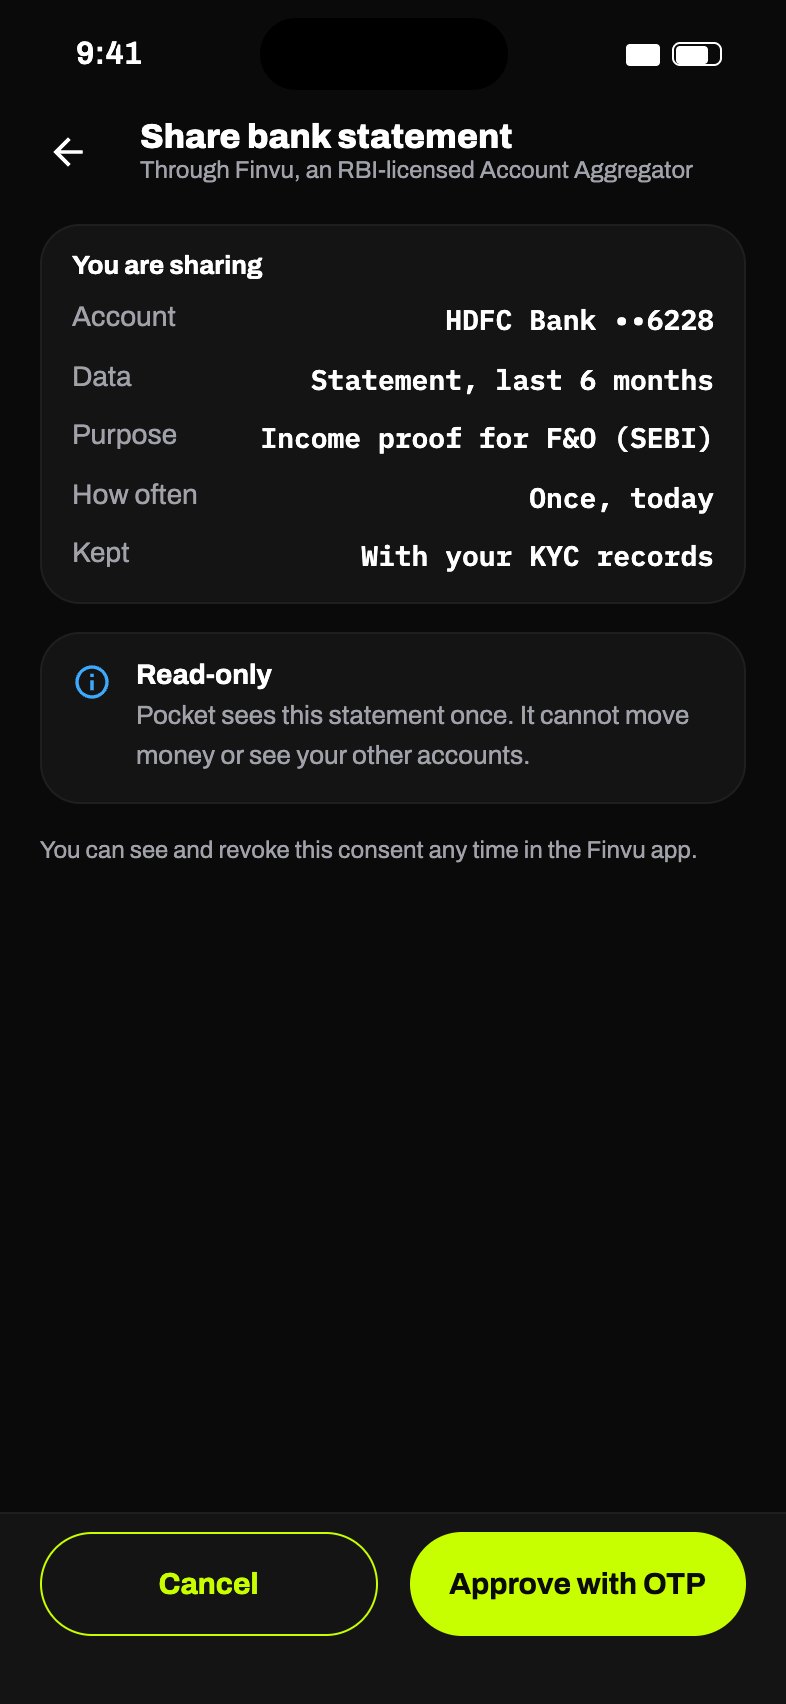 9:41
Share bank statement
Through Finvu, an RBI-licensed Account Aggregator
You are sharing
Account HDFC Bank ••6228
Data Statement, last 6 months
Purpose Income proof for F&O (SEBI)
How often Once, today
Kept With your KYC records
Read-only
Pocket sees this statement once. It cannot move
money or see your other accounts.
You can see and revoke this consent any time in the Finvu app.
Cancel Approve with OTP